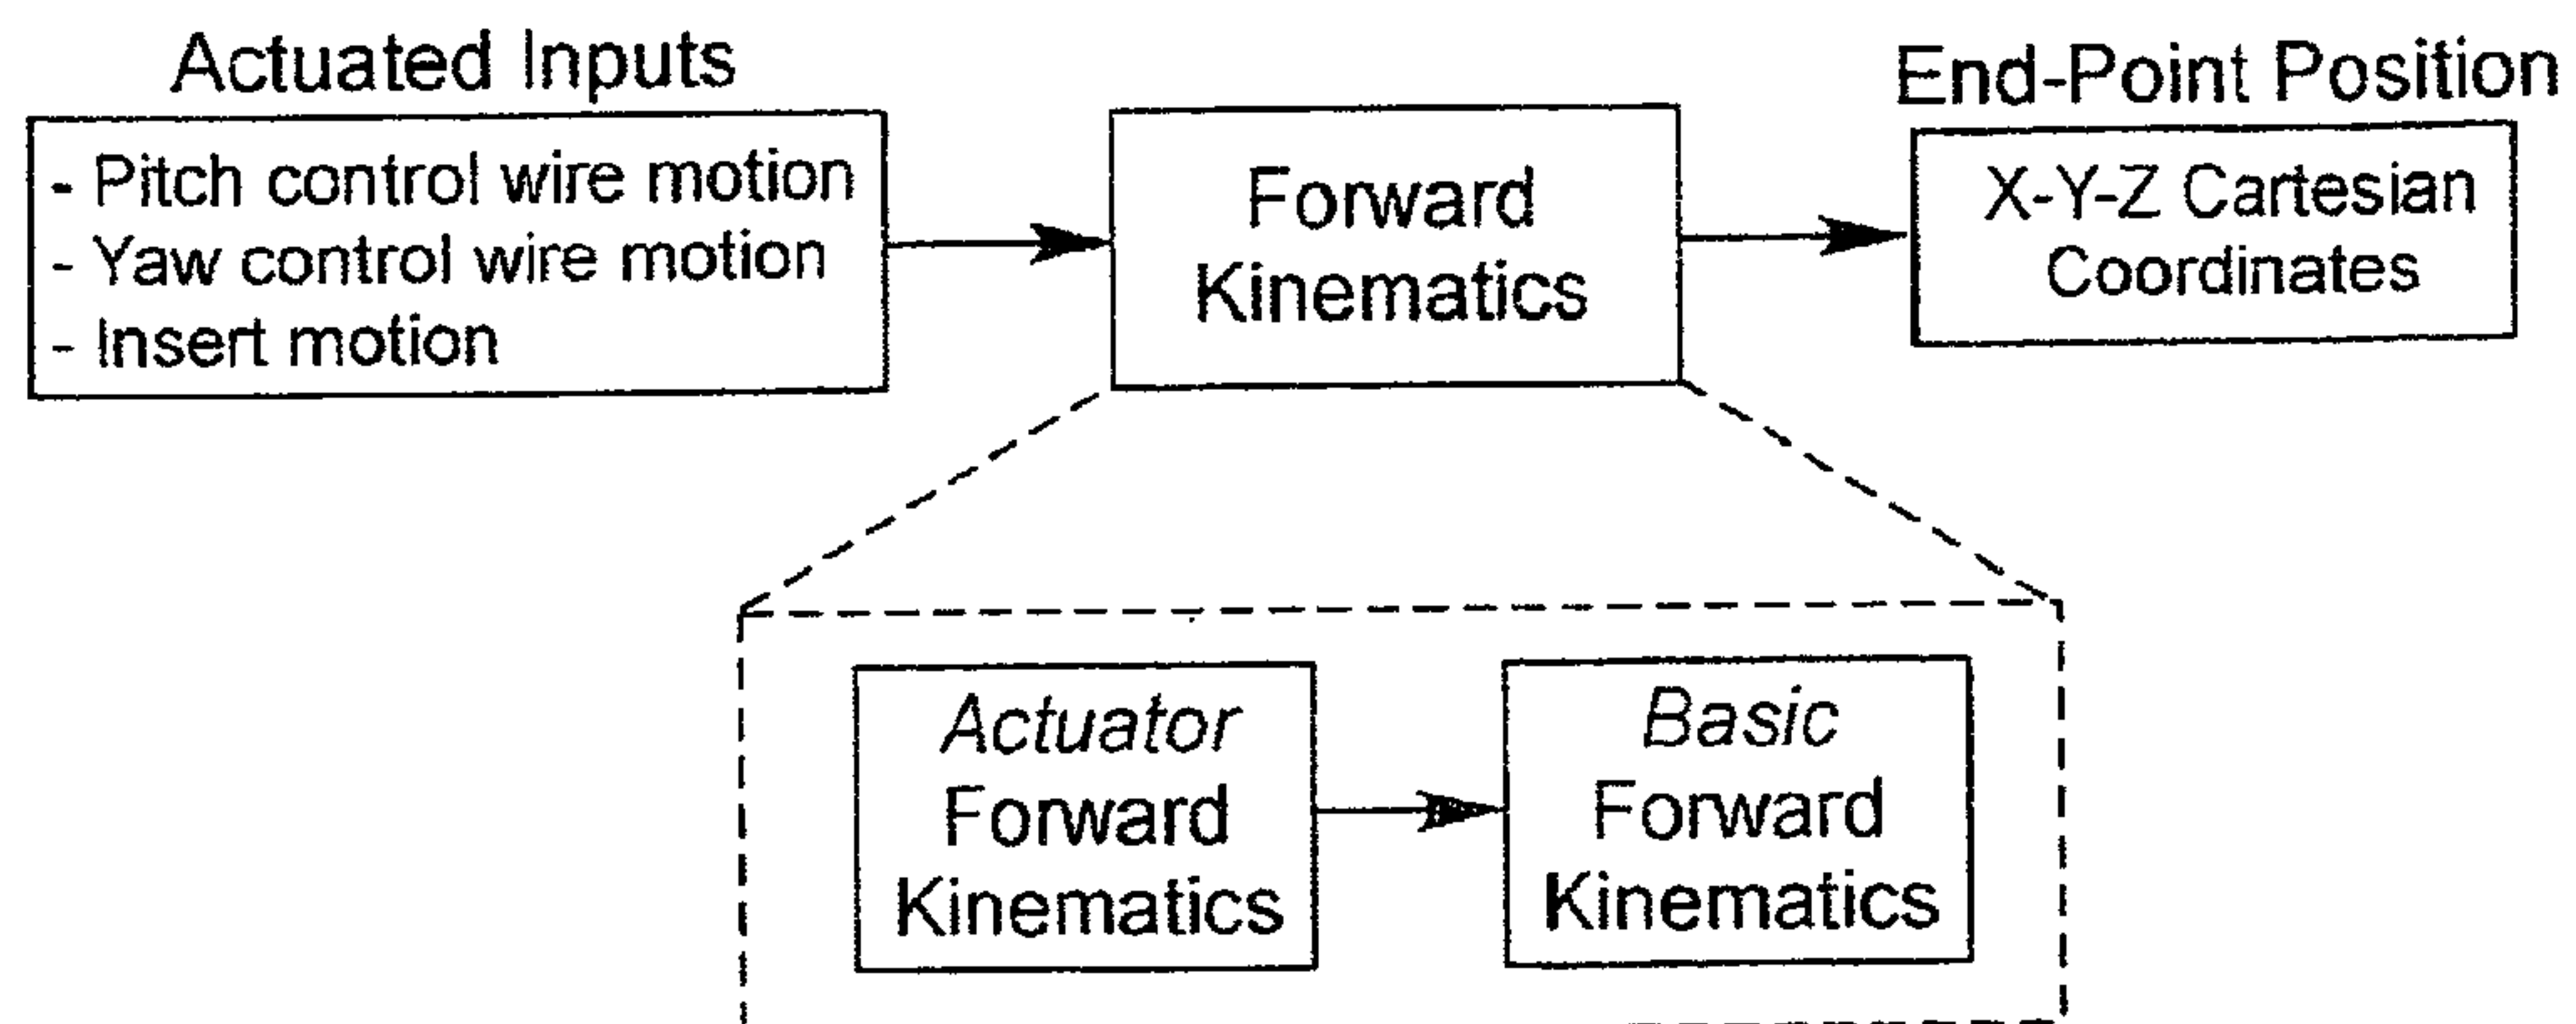 Actuated Inputs
- Pitch control wire motion
- Yaw control wire motion
- Insert motion
Forward
Kinematics
End-Point Position
X-Y-Z Cartesian
Coordinates
Actuator
Forward
Kinematics
Basic
Forward
Kinematics